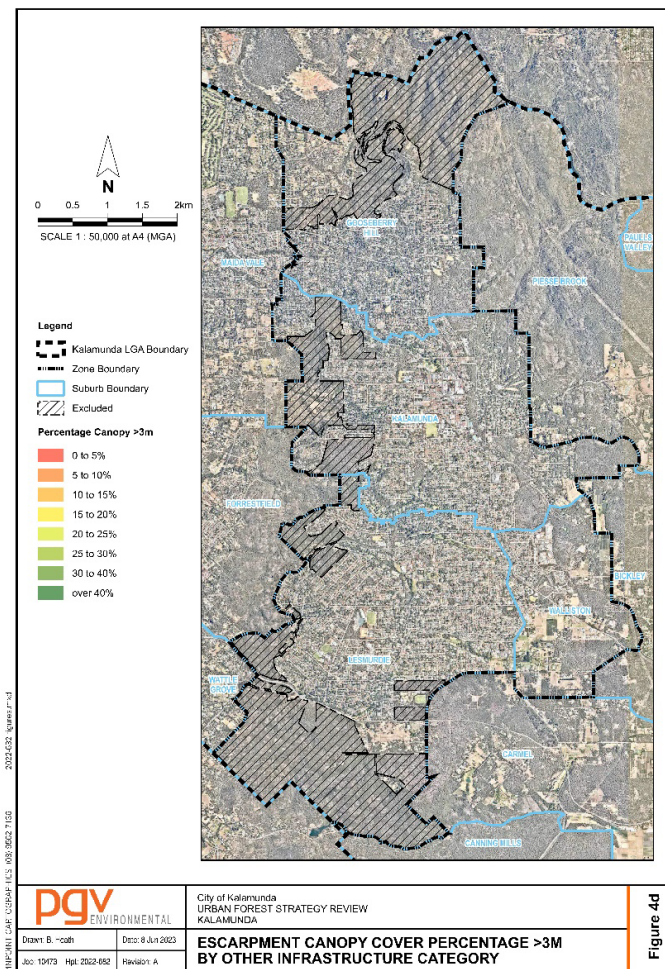 N
0 0.5 1 1.5 2km
SCALE 1 : 50,000 at A4 (MGA)
Legend
Kalamunda LGA Boundary
Zone Boundary
Suburb Boundary
Excluded
Percentage Canopy >3m
0 to 5%
5 to 10%
10 to 15%
15 to 20%
20 to 25%
25 to 30%
30 to 40%
over 40%
GOOSEBERRY
HILL
MAIDA VALE
PAULLS
VALLEY
PIESSE BROOK
KALAMUNDA
FORRESTFIELD
BICKLEY
WALLISTON
LESMURDIE
WATTLE
GROVE
CARMEL
CANNING MILLS
pgv
ENVIRONMENTAL
City of Kalamunda
URBAN FOREST STRATEGY REVIEW
KALAMUNDA
Drawn: B. Heath
Date: 8 Jun 2023
Job: 10473 Rpt: 2022-682
Revision: A
ESCARPMENT CANOPY COVER PERCENTAGE >3M
BY OTHER INFRASTRUCTURE CATEGORY
Figure 4d